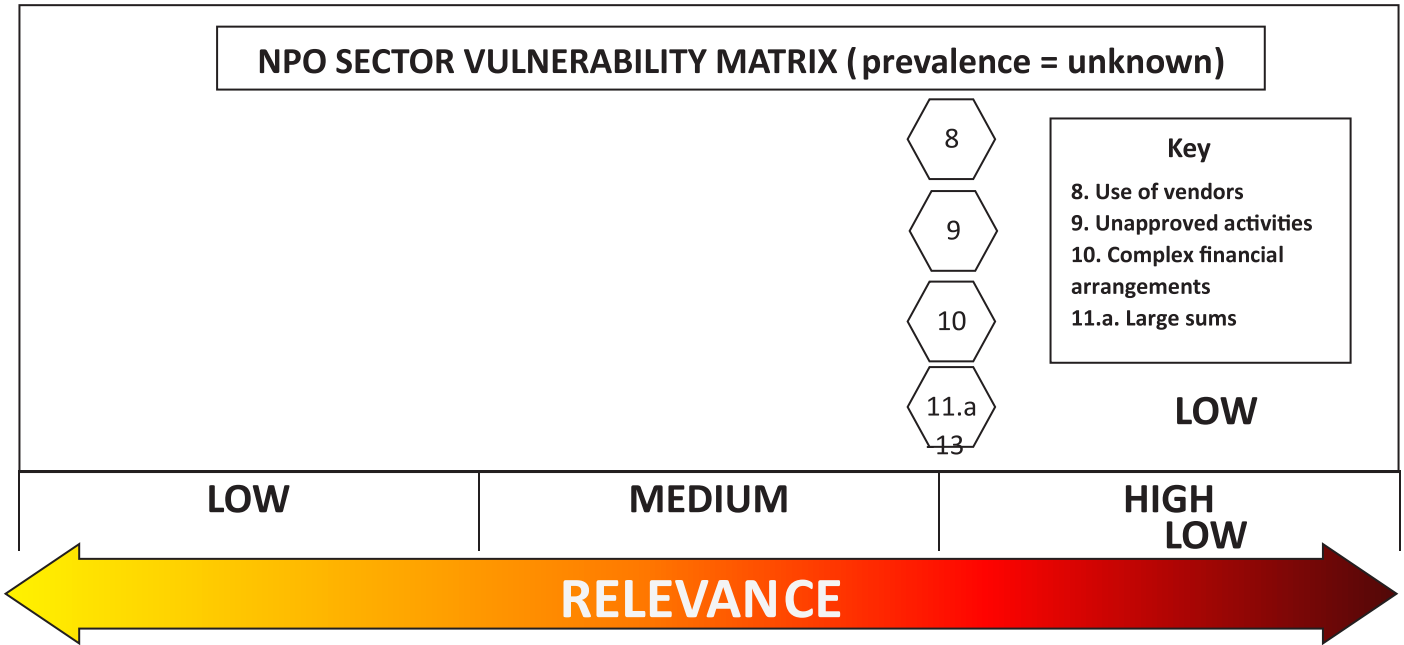 NPO SECTOR VULNERABILITY MATRIX (prevalence = unknown)
8
9
10
11.a
13
Key
8. Use of vendors
9. Unapproved activities
10. Complex financial
arrangements
11.a. Large sums
LOW
LOW
MEDIUM
HIGH
LOW
RELEVANCE